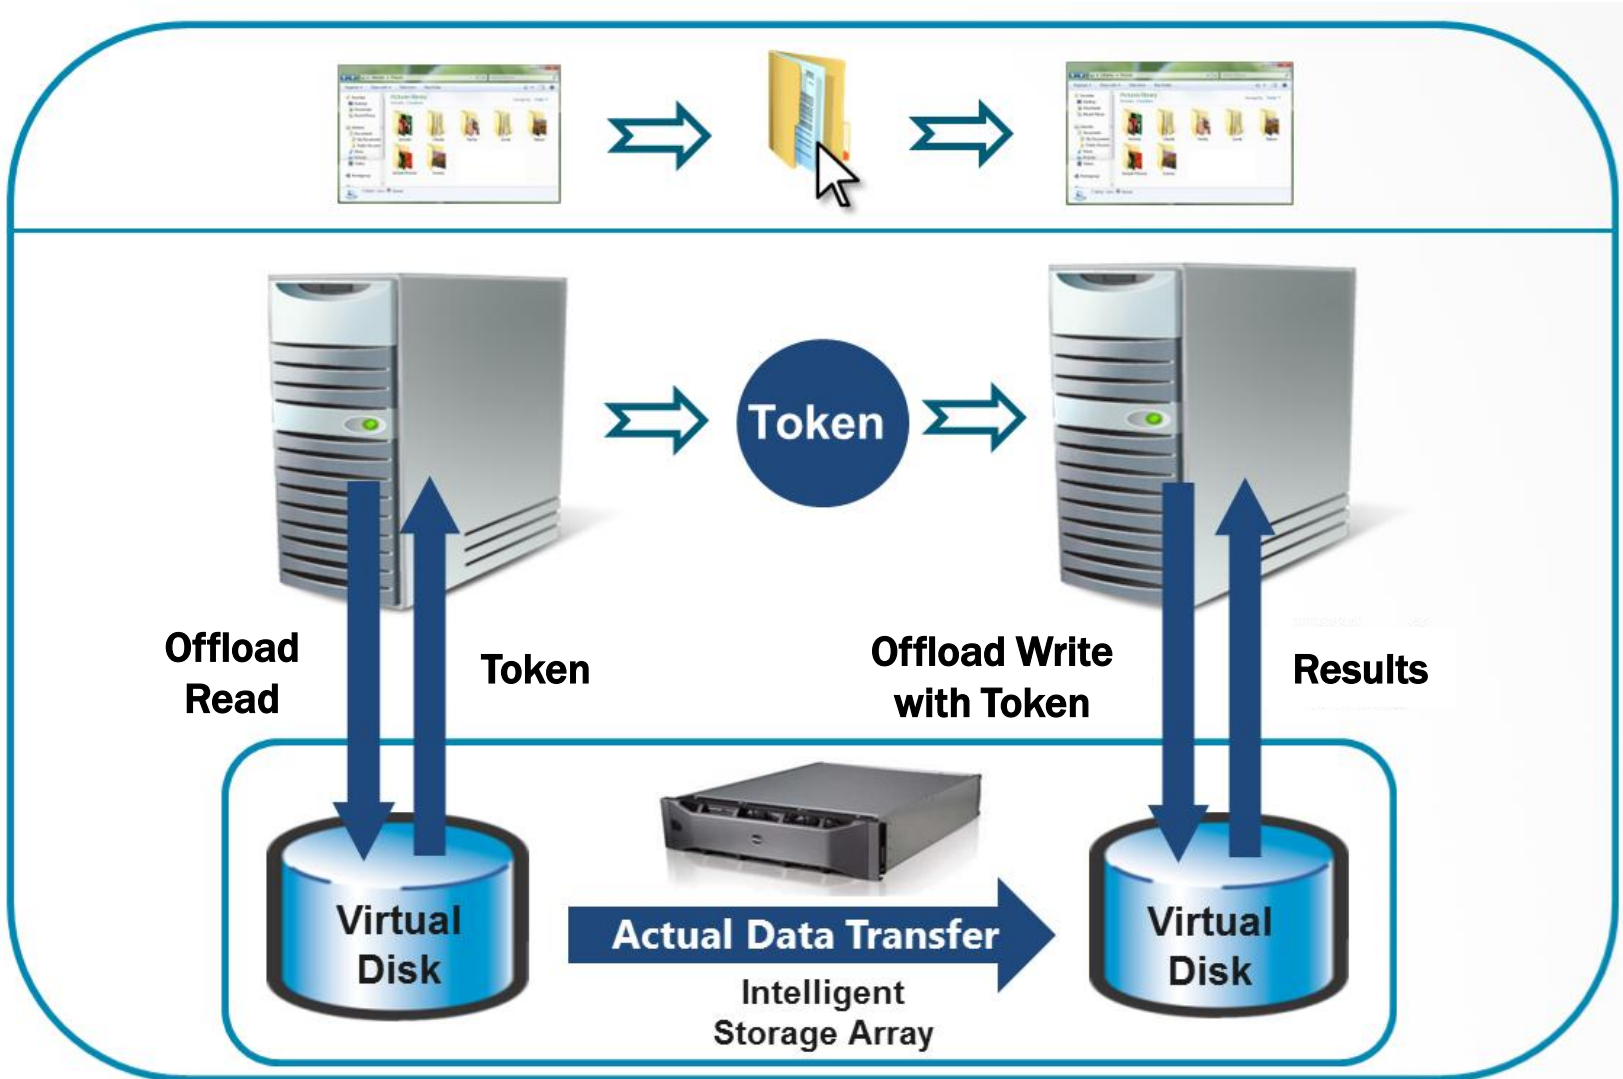 Token
Offload
Read
Token
Offload Write
with Token
Results
Virtual
Disk
Actual Data Transfer
Intelligent
Storage Array
Virtual
Disk